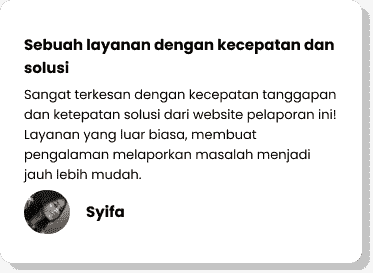 Sebuah layanan dengan kecepatan dan
solusi
Sangat terkesan dengan kecepatan tanggapan
dan ketepatan solusi dari website pelaporan ini!
Layanan yang luar biasa, membuat
pengalaman melaporkan masalah menjadi
jauh lebih mudah.
Syifa